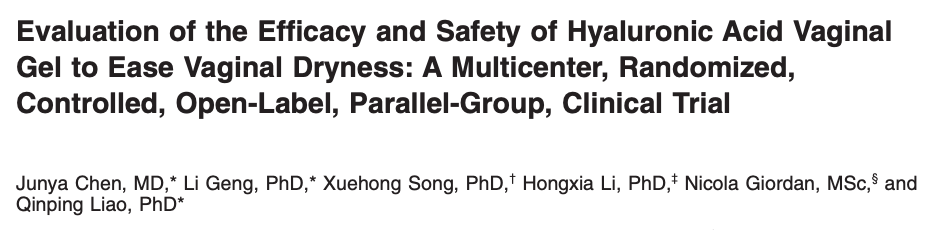 Evaluation of the Efficacy and Safety of Hyaluronic Acid Vaginal
Gel to Ease Vaginal Dryness: A Multicenter, Randomized,
Controlled, Open-Label, Parallel-Group, Clinical Trial
Junya Chen, MD,* Li Geng, PhD,* Xuehong Song, PhD,† Hongxia Li, PhD,‡ Nicola Giordan, MSc,§ and
Qinping Liao, PhD*